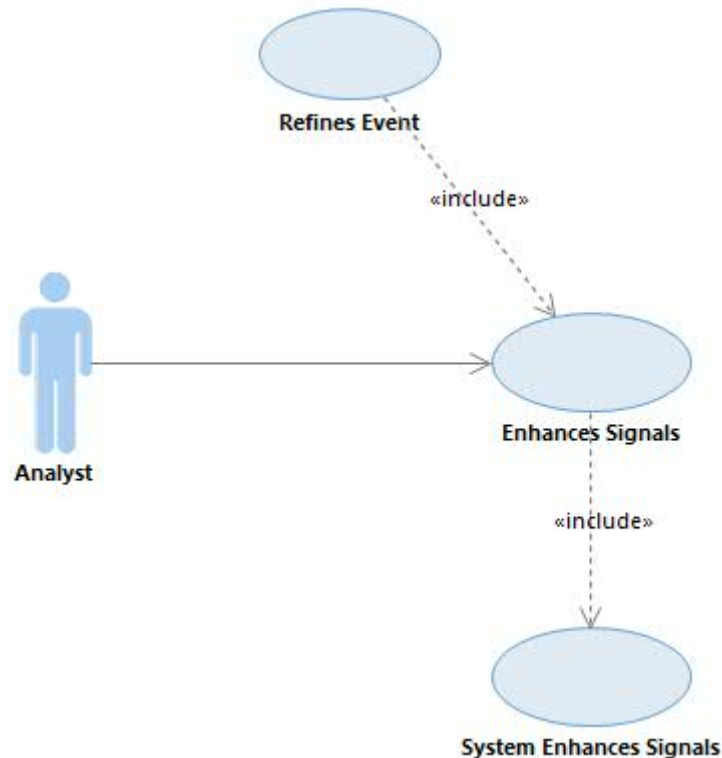 Refines Event
«include»
Analyst
Enhances Signals
«include»
System Enhances Signals